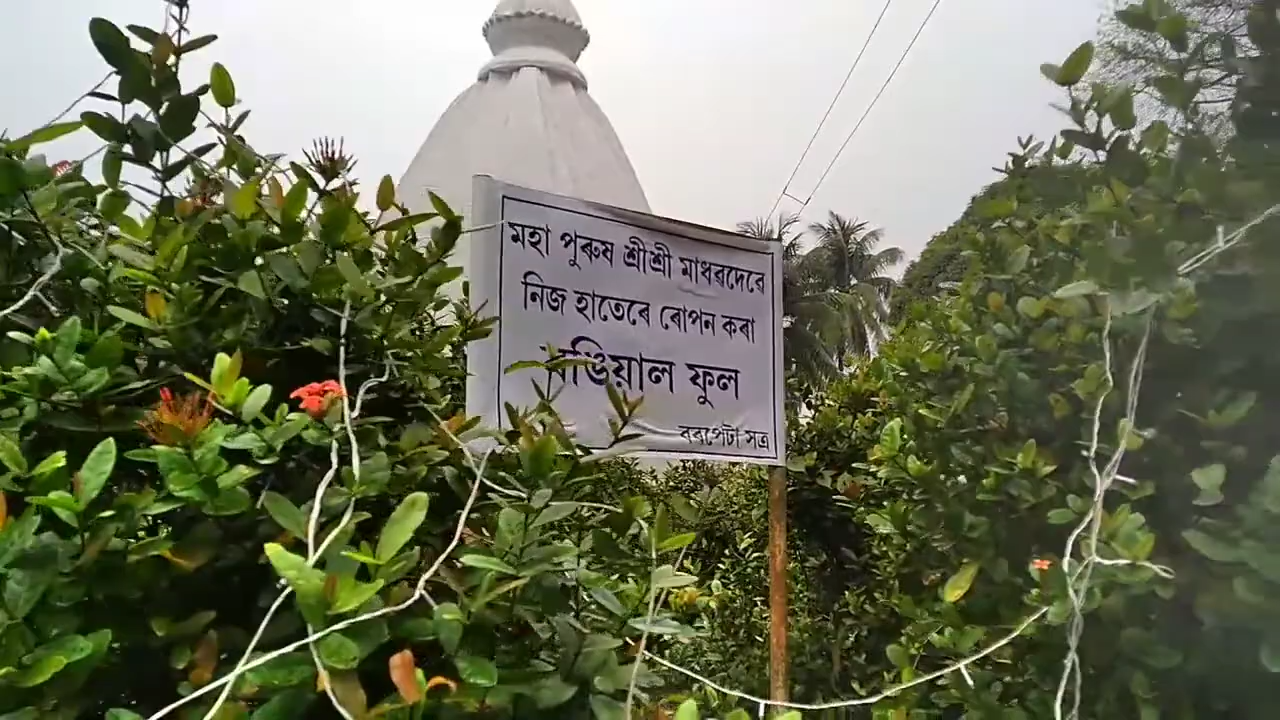 মহা পুৰুষ শ্ৰীশ্ৰী মাধৱদেৱে
নিজ হাতেৰে ৰোপন কৰা
ফুল
বৰপেটা সত্ৰ